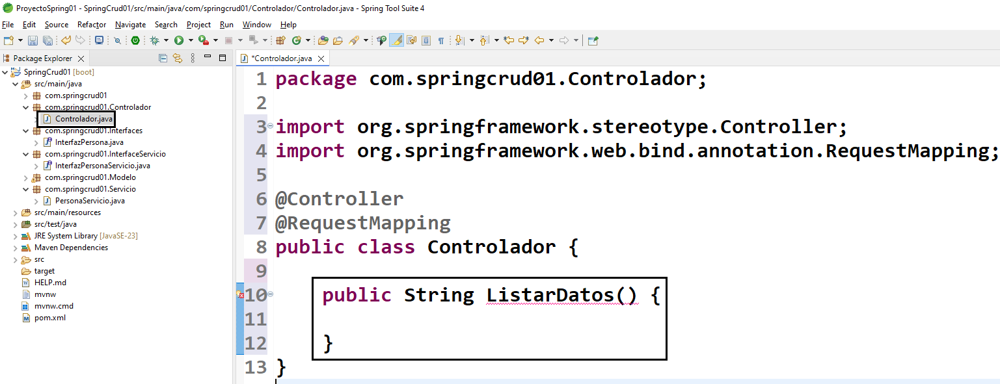 ProyectoSpring01 - SpringCrud01/src/main/java/com/springcrud01/Controlador/Controlador.java - Spring Tool Suite 4
File Edit Source Refactor Navigate Search Project Run Window Help
Package Explorer
SpringCrud01 [boot]
src/main/java
com.springcrud01
com.springcrud01.Controlador
Controlador.java
com.springcrud01.Interfaces
InterfazPersona.java
com.springcrud01.InterfaceServicio
InterfazPersonaServicio.java
com.springcrud01.Modelo
com.springcrud01.Servicio
PersonaServicio.java
src/main/resources
src/test/java
JRE System Library [JavaSE-23]
Maven Dependencies
src
target
HELP.md
mvnw
mvnw.cmd
pom.xml
*Controlador.java
1 package com.springcrud01.Controlador;
2
3 import org.springframework.stereotype.Controller;
4 import org.springframework.web.bind.annotation.RequestMapping;
5
6 @Controller
7 @RequestMapping
8 public class Controlador {
9
10 public String ListarDatos() {
11
12 }
13 }